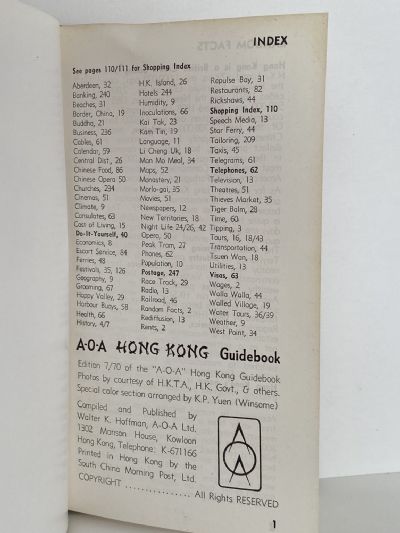 INDEX
See pages 110/111 for Shopping Index
Aberdeen, 32
Banking, 240
Beaches, 31
Border, China, 19
Buddha, 21
Business, 236
Cables, 61
Calendar, 59
Central Dist., 26
Chinese Food, 86
Chinese Opera 50
Churches, 234
Cinemas, 51
Climate, 9
Consulates, 63
Cost of Living, 15
Do-It-Yourself, 40
Economics, 8
Escort Service, 84
Ferries, 48
Festivals, 35, 126
Geography, 9
Grooming, 67
Happy Valley, 29
Harbour Buoys, 58
Health, 66
History, 4/7
H.K. Island, 26
Hotels, 244
Humidity, 9
Inoculations, 66
Kai Tak, 23
Kam Tin, 19
Language, 11
Li Cheng Uk, 18
Man Mo Meal, 34
Maps, 52
Monastery, 21
Morlo-gai, 35
Movies, 51
Newspapers, 12
New Territories, 18
Night Life 24/26, 42
Opera, 50
Peak Tram, 27
Phones, 62
Population, 10
Postage, 247
Race Track, 29
Radio, 13
Railroad, 46
Random Facts, 2
Rediffusion, 13
Rents, 2
Repulse Bay, 31
Restaurants, 82
Rickshaws, 44
Shopping Index, 110
Speech Media, 13
Star Ferry, 44
Tailoring, 209
Taxis, 45
Telegrams, 61
Telephones, 62
Television, 13
Theatres, 51
Thieves Market, 35
Tiger Balm, 28
Time, 60
Tipping, 3
Tours, 16, 18/43
Transportation, 44
Tsuen Wan, 18
Utilities, 13
Visas, 63
Wages, 2
Walla Walla, 44
Walled Village, 19
Water Tours, 36/39
Weather, 9
West Point, 34
A-O-A HONG KONG Guidebook
Edition 7/70 of the "A-O-A" Hong Kong Guidebook
Photos by courtesy of H.K.T.A., H.K. Govt., & others.
Special color section arranged by K.P. Yuen (Winsome)
Compiled and Published by
Walter K. Hoffman, A-O-A Ltd.
1302 Manson House, Kowloon
Hong Kong, Telephone: K-671166
Printed in Hong Kong by the
South China Morning Post, Ltd.
COPYRIGHT ................ All Rights RESERVED
1